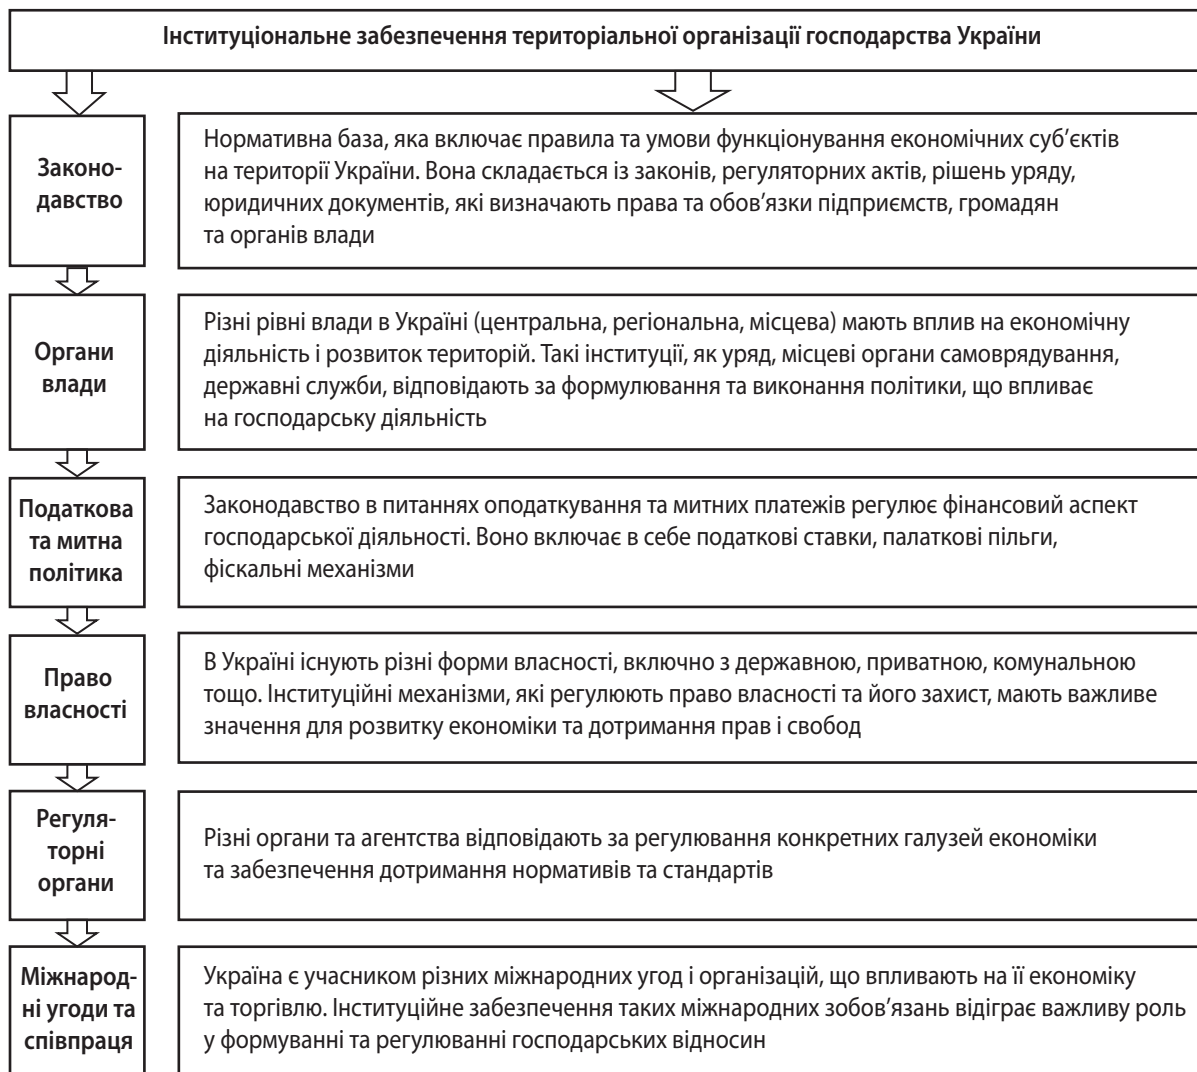 Інституціональне забезпечення територіальної організації господарства України
Законо-
давство
Нормативна база, яка включає правила та умови функціонування економічних суб’єктів
на території України. Вона складається із законів, регуляторних актів, рішень уряду,
юридичних документів, які визначають права та обов’язки підприємств, громадян
та органів влади
Органи
влади
Різні рівні влади в Україні (центральна, регіональна, місцева) мають вплив на економічну
діяльність і розвиток територій. Такі інституції, як уряд, місцеві органи самоврядування,
державні служби, відповідають за формулювання та виконання політики, що впливає
на господарську діяльність
Податкова
та митна
політика
Законодавство в питаннях оподаткування та митних платежів регулює фінансовий аспект
господарської діяльності. Воно включає в себе податкові ставки, палаткові пільги,
фіскальні механізми
Право
власності
В Україні існують різні форми власності, включно з державною, приватною, комунальною
тощо. Інституційні механізми, які регулюють право власності та його захист, мають важливе
значення для розвитку економіки та дотримання прав і свобод
Регуля-
торні
органи
Різні органи та агентства відповідають за регулювання конкретних галузей економіки
та забезпечення дотримання нормативів та стандартів
Міжнарод-
ні угоди та
співпраця
Україна є учасником різних міжнародних угод і організацій, що впливають на її економіку
та торгівлю. Інституційне забезпечення таких міжнародних зобов’язань відіграє важливу роль
у формуванні та регулюванні господарських відносин